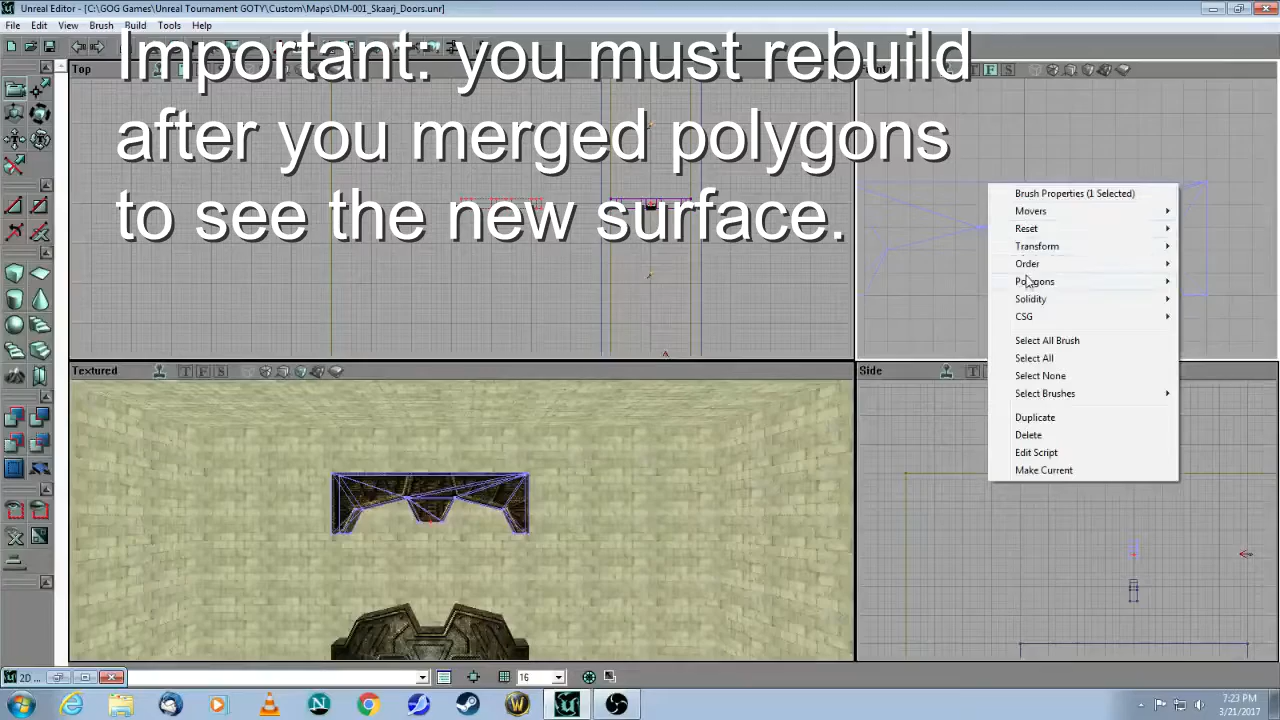 Unreal Editor - [C:\GOG Games\Unreal Tournament GOTY\Custom\Maps\DM-001_Skaarj_Doors.unr]
File Edit View Brush Build Tools Help
Important: you must rebuild
after you merged polygons
to see the new surface.
Top
F S
Brush Properties (1 Selected)
Movers
Reset
Transform
Order
Polygons
Solidity
CSG
Select All Brush
Select All
Select None
Select Brushes
Duplicate
Delete
Edit Script
Make Current
Textured T F S
Side T
2D ... 16
7:23 PM
3/21/2017